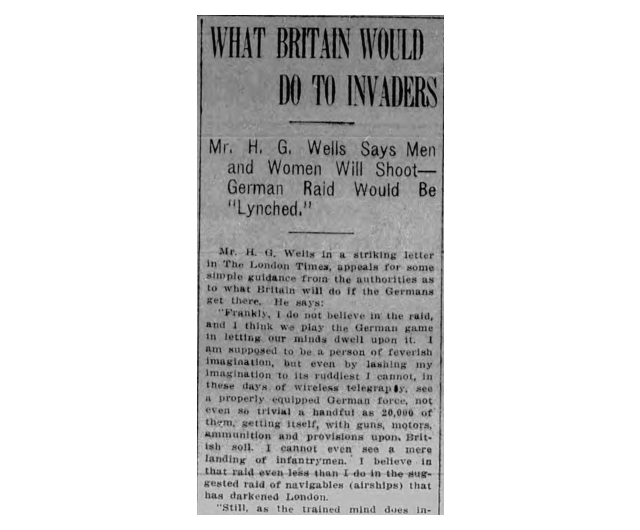 WHAT BRITAIN WOULD
DO TO INVADERS
Mr. H. G. Wells Says Men
and Women Will Shoot—
German Raid Would Be
"Lynched."
Mr. H. G. Wells in a striking letter
in The London Times, appeals for some
simple guidance from the authorities as
to what Britain will do if the Germans
get there. He says:
"Frankly, I do not believe in the raid,
and I think we play the German game
in letting our minds dwell upon it. I
am supposed to be a person of feverish
imagination, but even by lashing my
imagination to its ruddiest I cannot, in
these days of wireless telegraphy, see
a properly equipped German force, not
even so trivial a handful as 20,000 of
them, getting itself, with guns, motors,
ammunition and provisions upon. Brit-
ish soil. I cannot even see a mere
landing of infantrymen. I believe in
that raid even less than I do in the sug-
gested raid of navigables (airships) that
has darkened London.
"Still, as the trained mind does in-